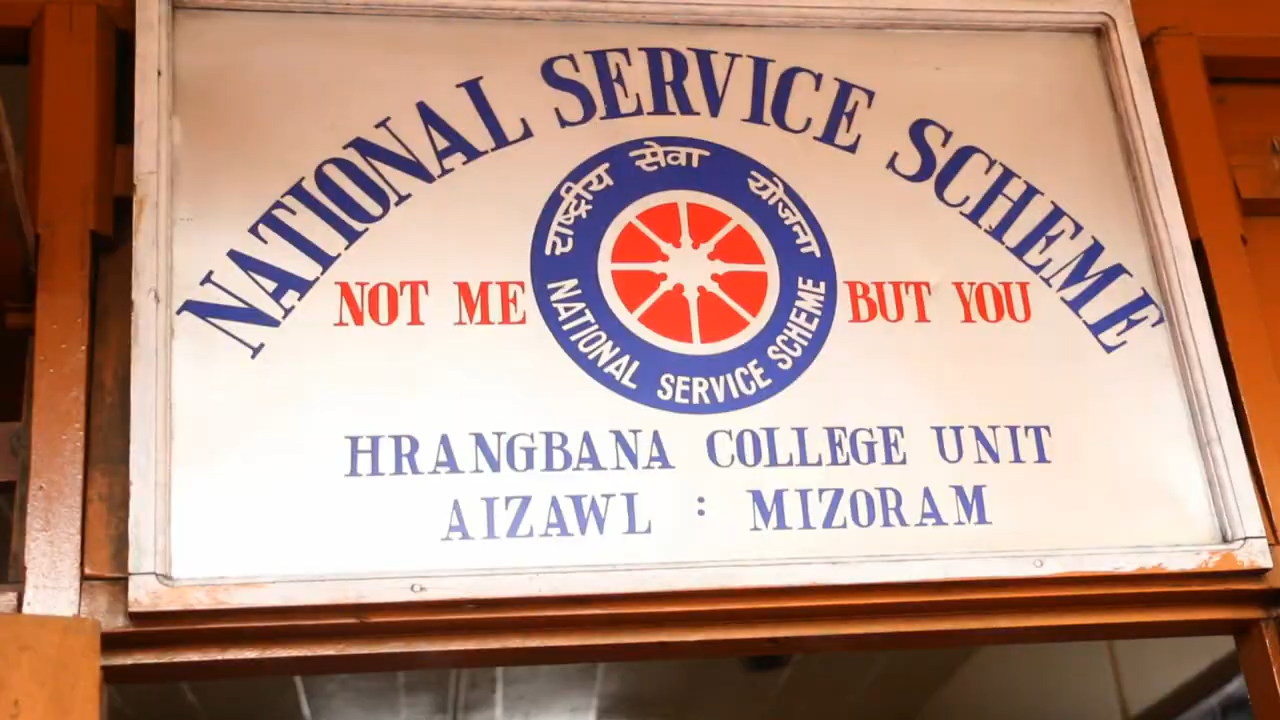 NATIONAL SERVICE SCHEME
राष्ट्रीय सेवा योजना
NOT ME BUT YOU
NATIONAL SERVICE SCHEME
HRANGBANA COLLEGE UNIT
AIZAWL : MIZORAM